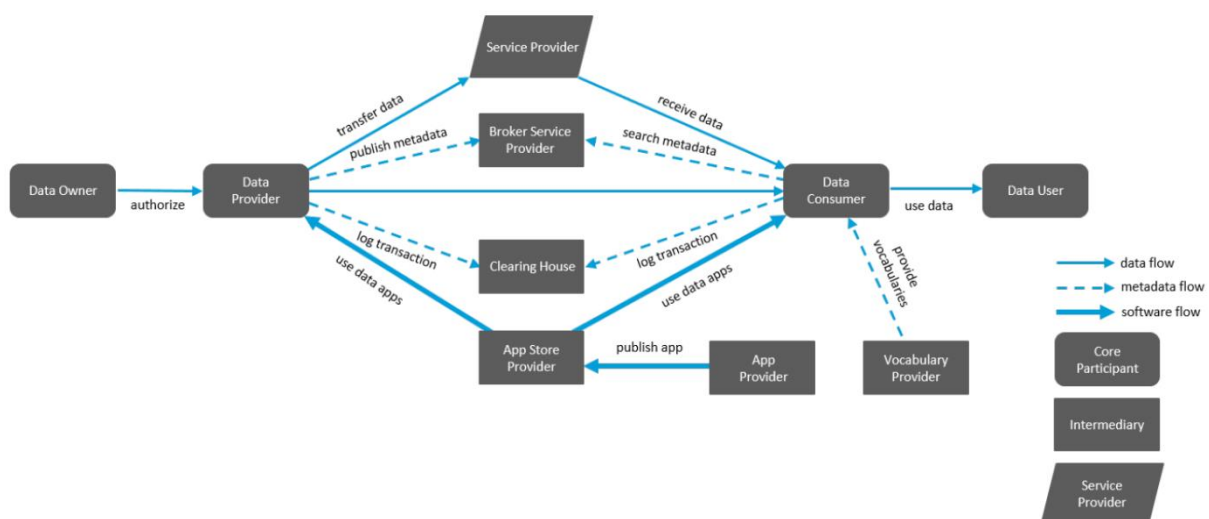 Service Provider
transfer data
receive data
publish metadata
Broker Service
Provider
search metadata
Data Owner
authorize
Data
Provider
Data
Consumer
use data
Data User
log transaction
Clearing House
log transaction
use data apps
use data apps
provide
vocabularies
App Store
Provider
publish app
App
Provider
Vocabulary
Provider
data flow
metadata flow
software flow
Core
Participant
Intermediary
Service
Provider